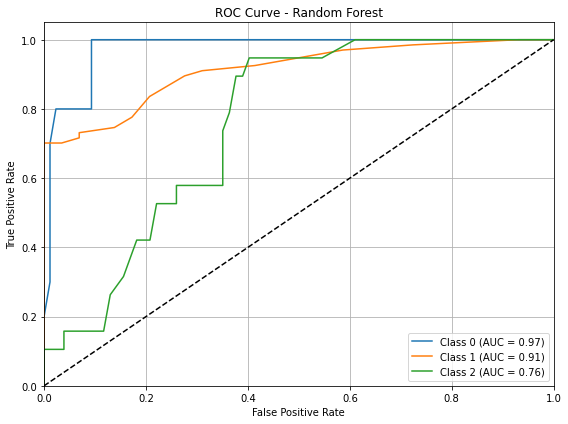 ROC Curve - Random Forest
True Positive Rate
1.0
0.8
0.6
0.4
0.2
0.0
0.0 0.2 0.4 0.6 0.8 1.0
False Positive Rate
Class 0 (AUC = 0.97)
Class 1 (AUC = 0.91)
Class 2 (AUC = 0.76)